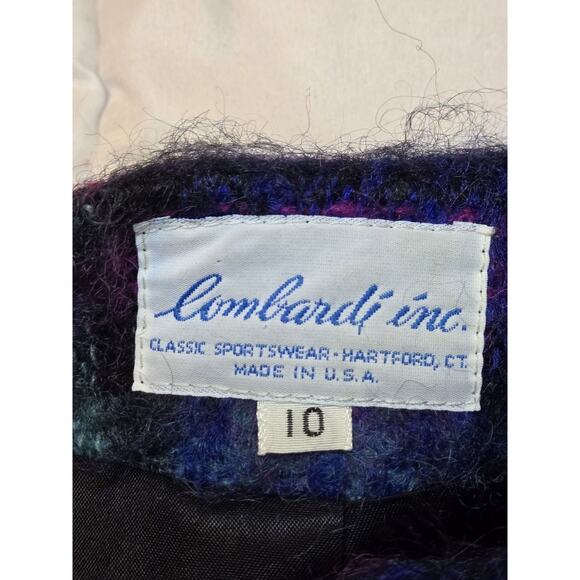 Lombardi inc.
CLASSIC SPORTSWEAR · HARTFORD, CT.
MADE IN U.S.A.
10